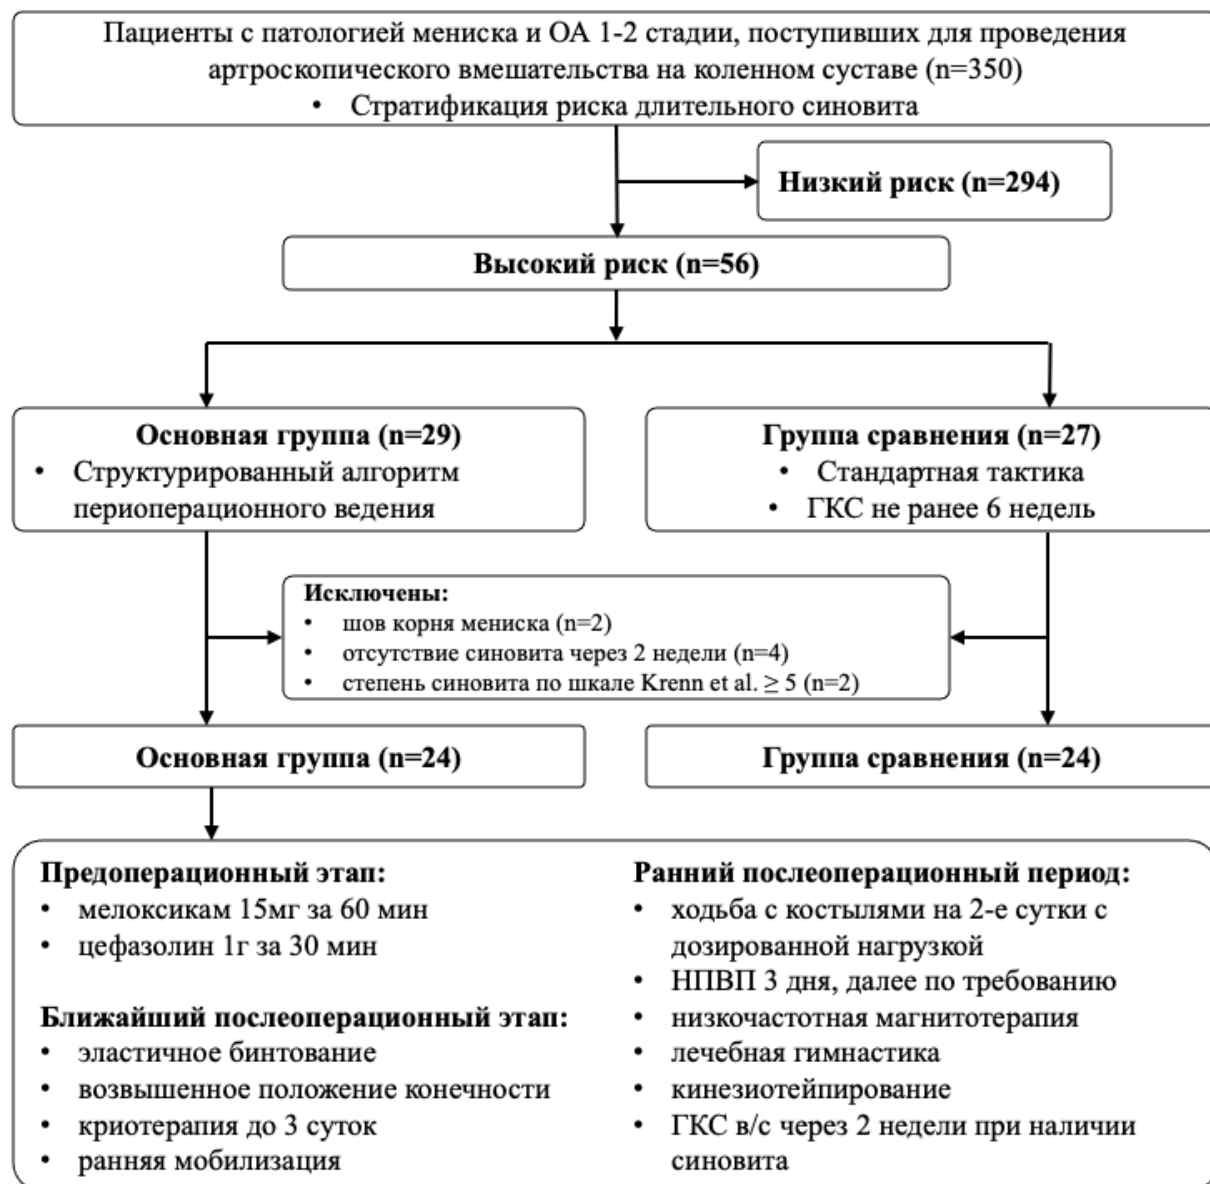 Пациенты с патологией мениска и ОА 1-2 стадии, поступивших для проведения
артроскопического вмешательства на коленном суставе (n=350)
• Стратификация риска длительного синовита
Низкий риск (n=294)
Высокий риск (n=56)
Основная группа (n=29)
• Структурированный алгоритм
периоперационного ведения
Группа сравнения (n=27)
• Стандартная тактика
• ГКС не ранее 6 недель
Исключены:
• шов корня мениска (n=2)
• отсутствие синовита через 2 недели (n=4)
• степень синовита по шкале Krenn et al. ≥ 5 (n=2)
Основная группа (n=24)
Группа сравнения (n=24)
Предоперационный этап:
• мелоксикам 15мг за 60 мин
• цефазолин 1г за 30 мин
Ближайший послеоперационный этап:
• эластичное бинтование
• возвышенное положение конечности
• криотерапия до 3 суток
• ранняя мобилизация
Ранний послеоперационный период:
• ходьба с костылями на 2-е сутки с
дозированной нагрузкой
• НПВП 3 дня, далее по требованию
• низкочастотная магнитотерапия
• лечебная гимнастика
• кинезиотейпирование
• ГКС в/с через 2 недели при наличии
синовита